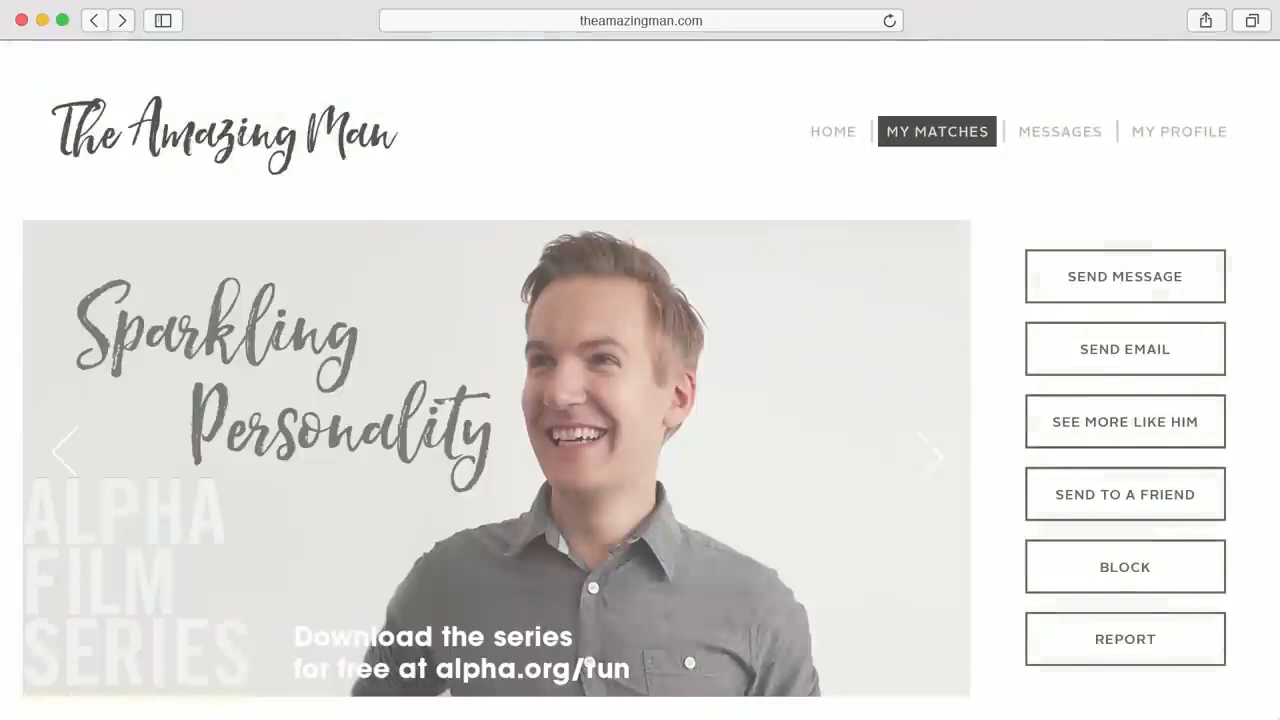 theamazingman.com
The Amazing Man
HOME
MY MATCHES
MESSAGES
MY PROFILE
Sparkling
Personality
SEND MESSAGE
SEND EMAIL
SEE MORE LIKE HIM
SEND TO A FRIEND
BLOCK
REPORT
ALPHA
FILM
SERIES
Download the series
for free at alpha.org/run